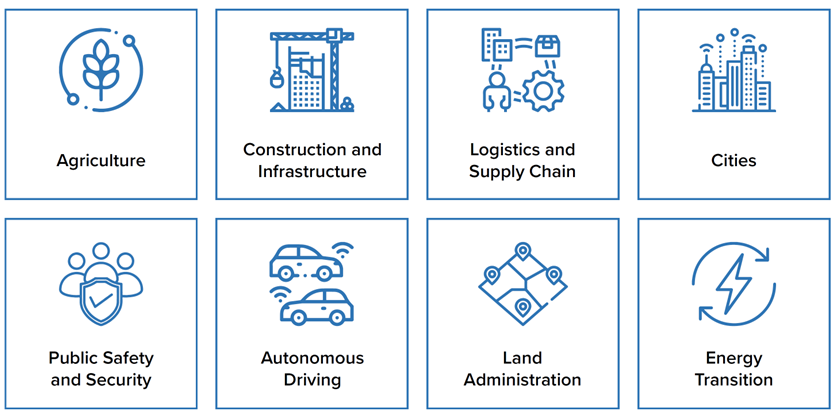 Agriculture
Construction and
Infrastructure
Logistics and
Supply Chain
Cities
Public Safety
and Security
Autonomous
Driving
Land
Administration
Energy
Transition